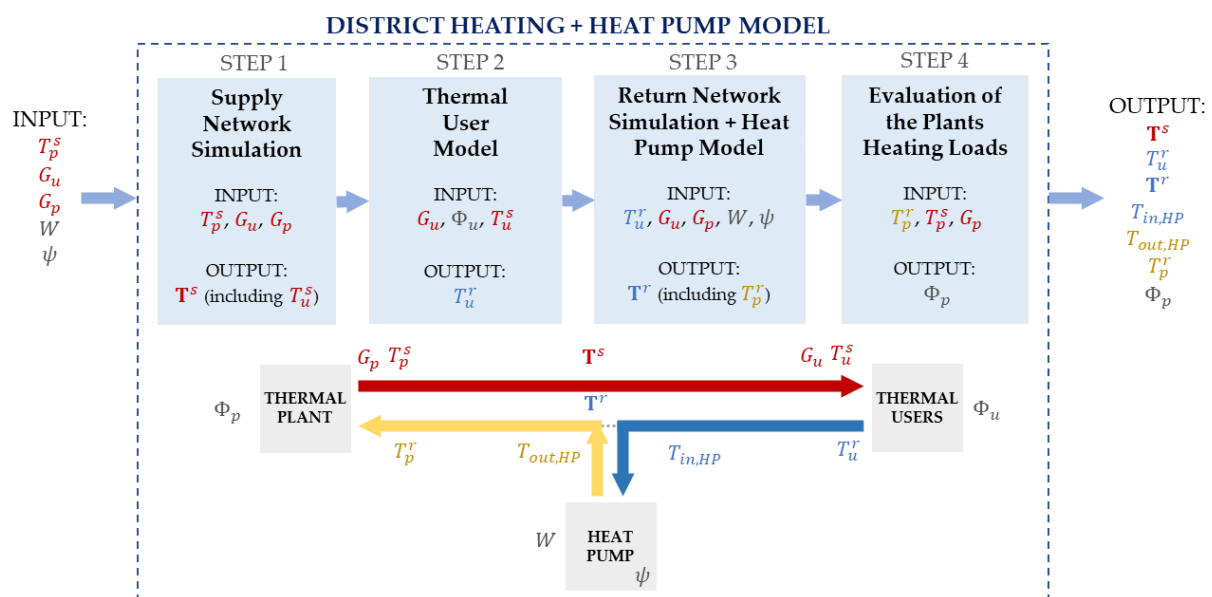 DISTRICT HEATING + HEAT PUMP MODEL
INPUT:
T_p^s
G_u
G_p
W
ψ
STEP 1
Supply
Network
Simulation
INPUT:
T_p^s, G_u, G_p
OUTPUT:
T^s (including T_u^s)
STEP 2
Thermal
User
Model
INPUT:
G_u, Φ_u, T_u^s
OUTPUT:
T_u^r
STEP 3
Return Network
Simulation + Heat
Pump Model
INPUT:
T_u^r, G_u, G_p, W, ψ
OUTPUT:
T^r (including T_p^r)
STEP 4
Evaluation of
the Plants
Heating Loads
INPUT:
T_p^r, T_p^s, G_p
OUTPUT:
Φ_p
OUTPUT:
T^s
T_u^r
T^r
T_in,HP
T_out,HP
T_p^r
Φ_p
G_p T_p^s
T^s
G_u T_u^s
Φ_p
THERMAL
PLANT
T^r
THERMAL
USERS
Φ_u
T_p^r
T_out,HP
T_in,HP
T_u^r
W
HEAT
PUMP
ψ